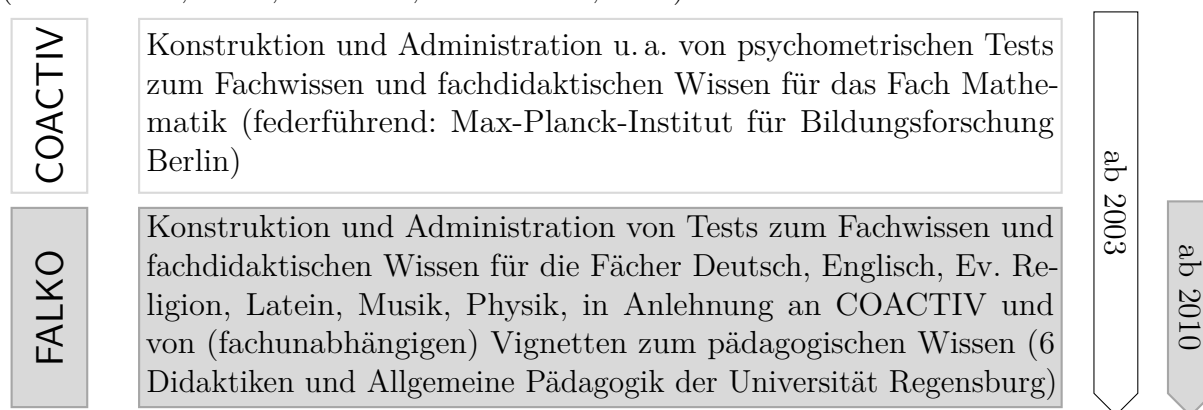 COACTIV
Konstruktion und Administration u. a. von psychometrischen Tests
zum Fachwissen und fachdidaktischen Wissen für das Fach Mathe-
matik (federführend: Max-Planck-Institut für Bildungsforschung
Berlin)
ab 2003
FALKO
Konstruktion und Administration von Tests zum Fachwissen und
fachdidaktischen Wissen für die Fächer Deutsch, Englisch, Ev. Re-
ligion, Latein, Musik, Physik, in Anlehnung an COACTIV und
von (fachunabhängigen) Vignetten zum pädagogischen Wissen (6
Didaktiken und Allgemeine Pädagogik der Universität Regensburg)
ab 2010